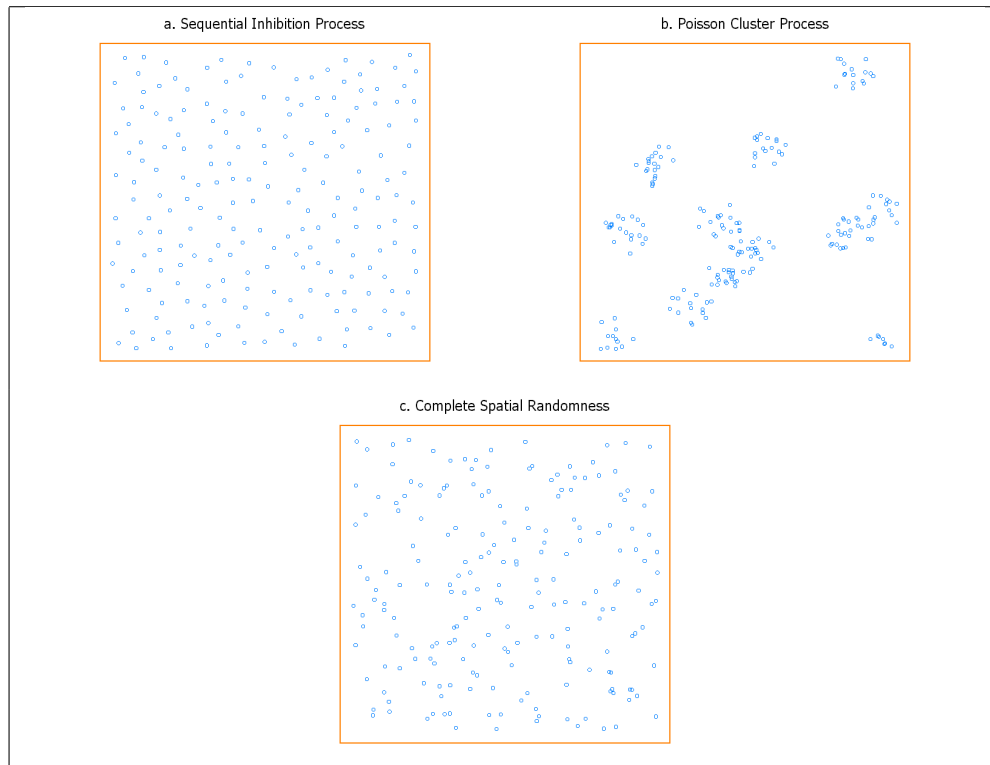 a. Sequential Inhibition Process
b. Poisson Cluster Process
c. Complete Spatial Randomness